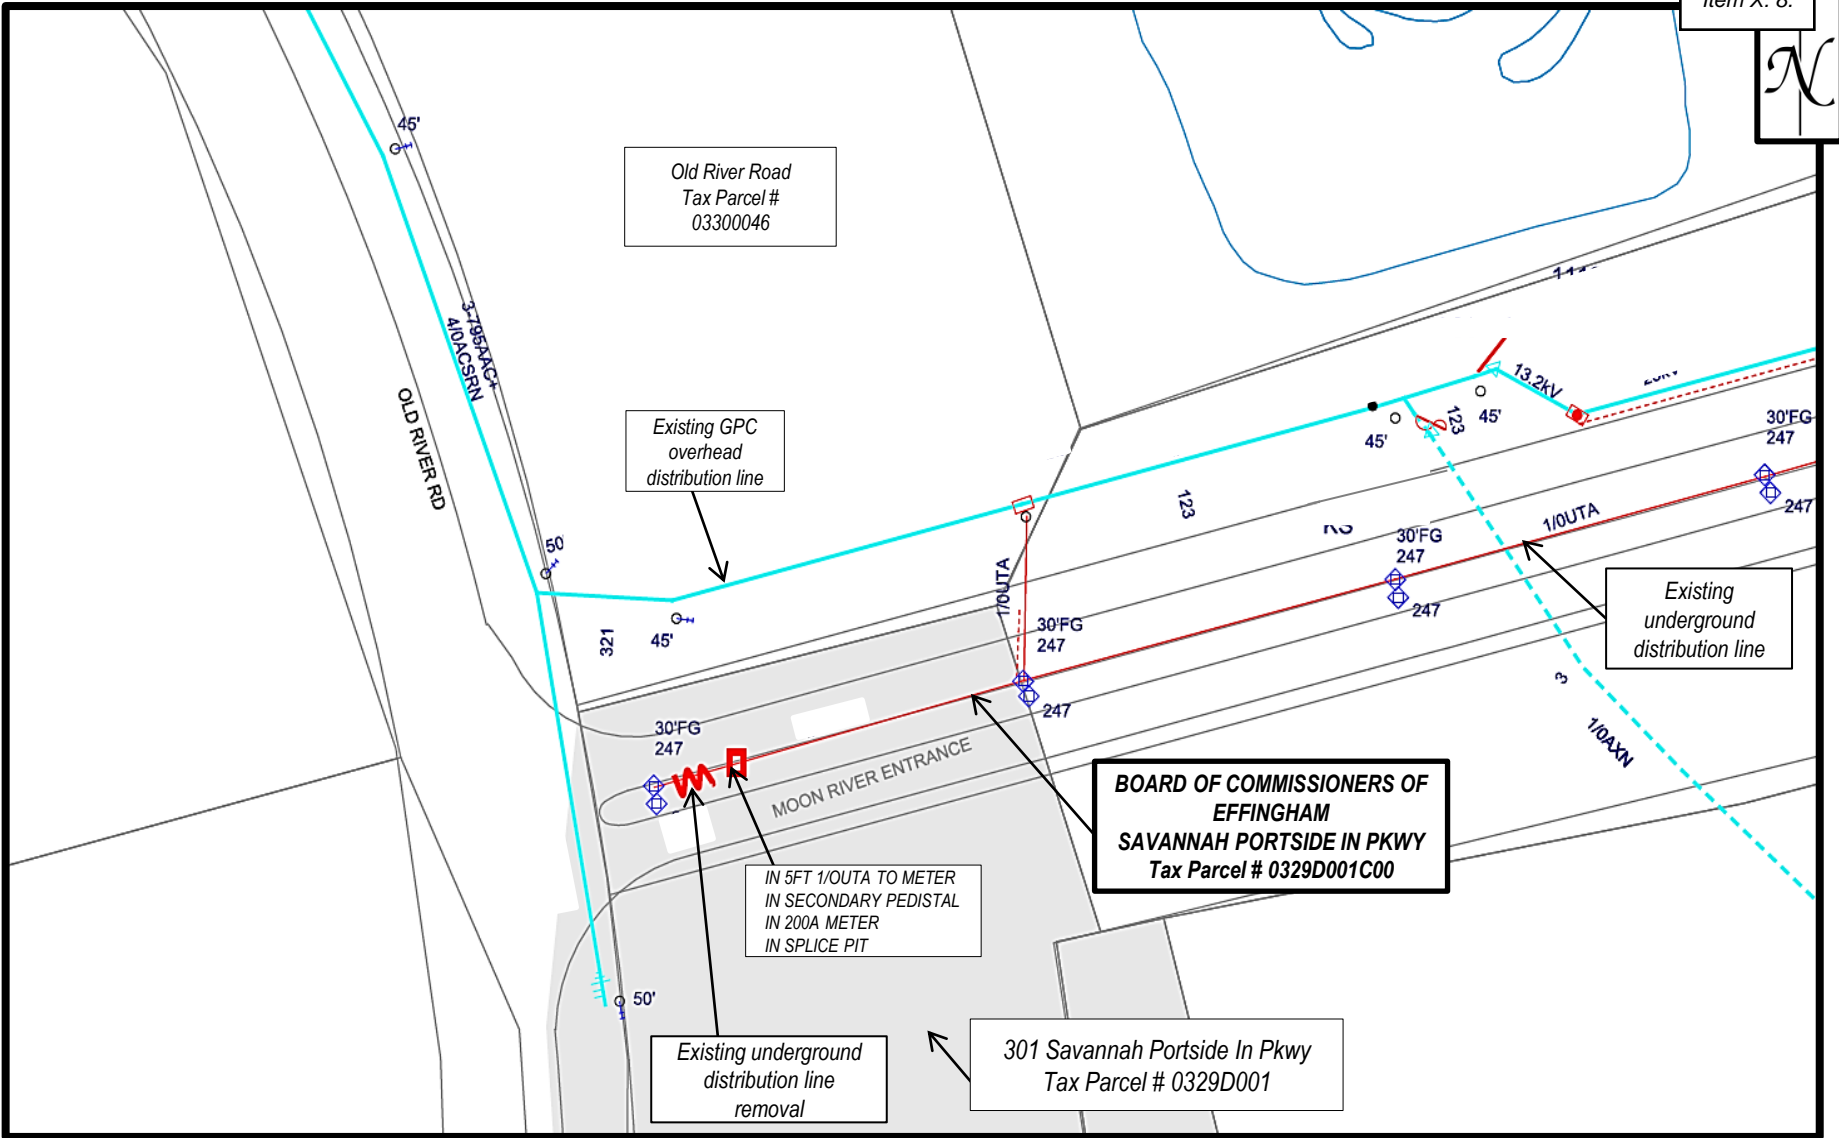 Item X. 8.
N
45'
Old River Road
Tax Parcel #
03300046
3-795AAC+
4/0ACSRN
OLD RIVER RD
Existing GPC
overhead
distribution line
13.2kV
123
45'
45'
30'FG
247
247
123
1/0UTA
30'FG
247
247
50'
1/0UTA
Existing
underground
distribution line
321
45'
30'FG
247
247
3
1/0AXN
30'FG
247
MOON RIVER ENTRANCE
BOARD OF COMMISSIONERS OF
EFFINGHAM
SAVANNAH PORTSIDE IN PKWY
Tax Parcel # 0329D001C00
IN 5FT 1/OUTA TO METER
IN SECONDARY PEDISTAL
IN 200A METER
IN SPLICE PIT
50'
Existing underground
distribution line
removal
301 Savannah Portside In Pkwy
Tax Parcel # 0329D001